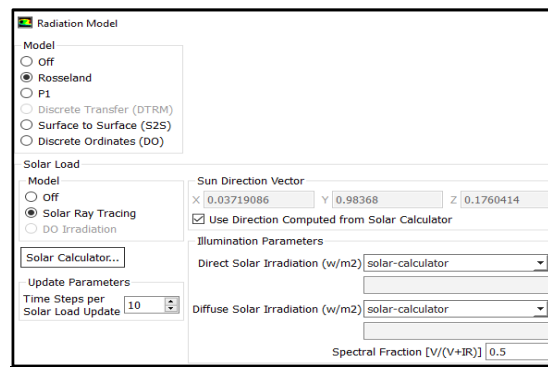 Radiation Model
Model
Off
Rosseland
P1
Discrete Transfer (DTRM)
Surface to Surface (S2S)
Discrete Ordinates (DO)
Solar Load
Model
Off
Solar Ray Tracing
DO Irradiation
Solar Calculator...
Update Parameters
Time Steps per
Solar Load Update 10
Sun Direction Vector
X 0.03719086 Y 0.98368 Z 0.1760414
Use Direction Computed from Solar Calculator
Illumination Parameters
Direct Solar Irradiation (w/m2) solar-calculator
Diffuse Solar Irradiation (w/m2) solar-calculator
Spectral Fraction [V/(V+IR)] 0.5